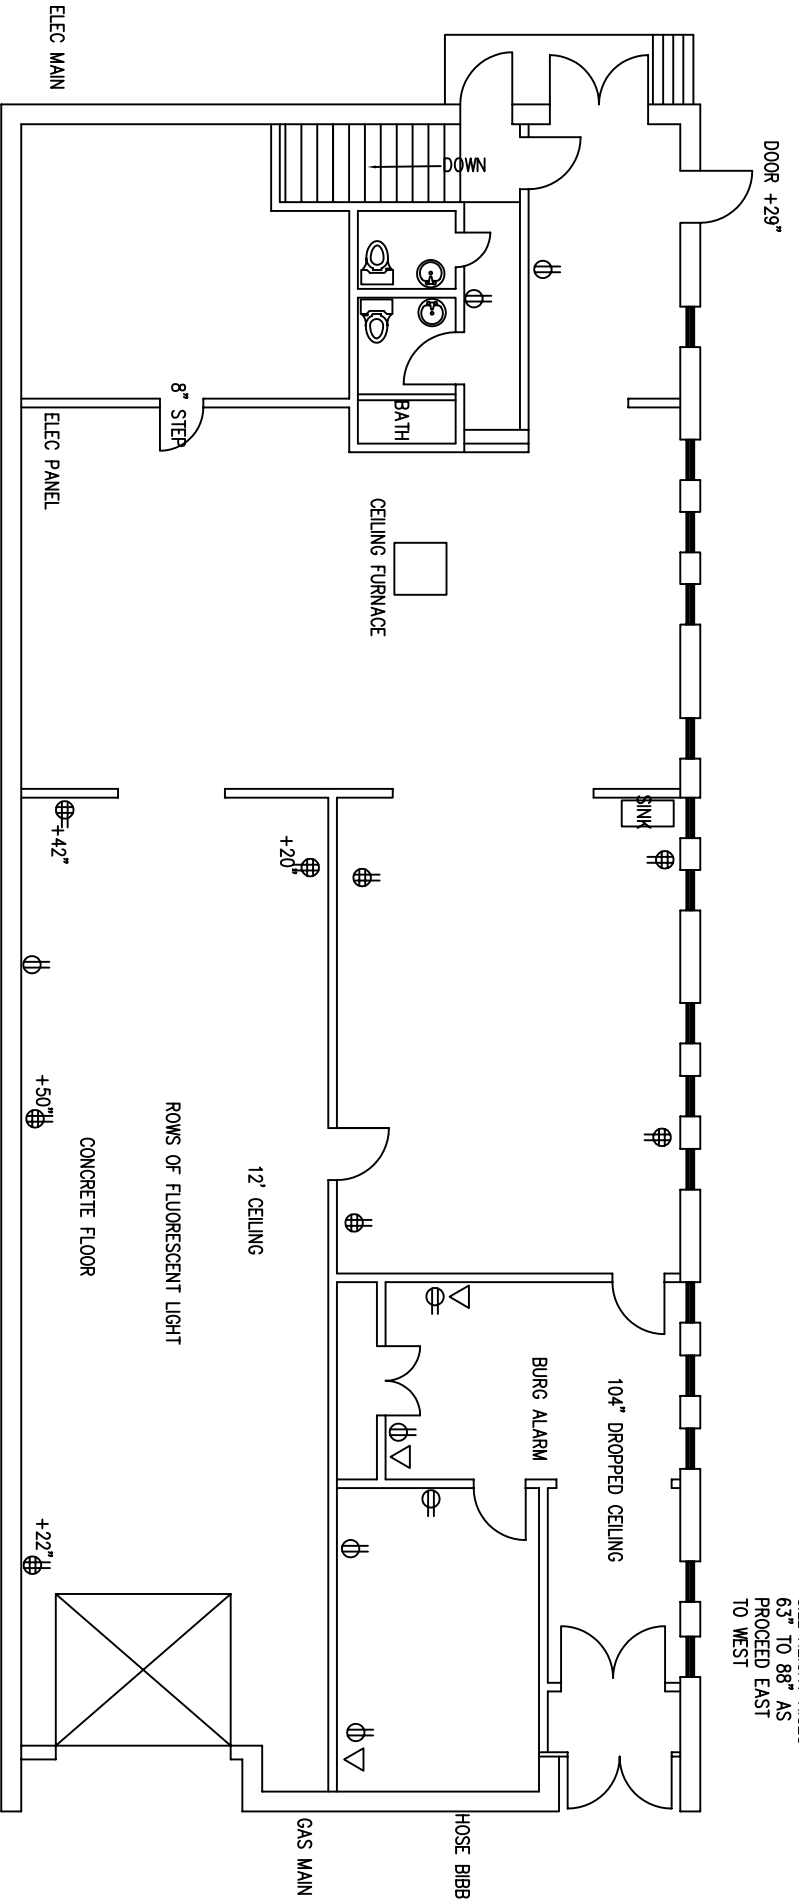 ELEC MAIN
DOOR +29"
DOWN
8" STEP
BATH
ELEC PANEL
CEILING FURNACE
SINK
+42"
+20"
+50"
CONCRETE FLOOR
ROWS OF FLUORESCENT LIGHT
12' CEILING
BURG ALARM
104" DROPPED CEILING
+22"
63" TO 88" AS
PROCEED EAST
TO WEST
GAS MAIN
HOSE BIBB